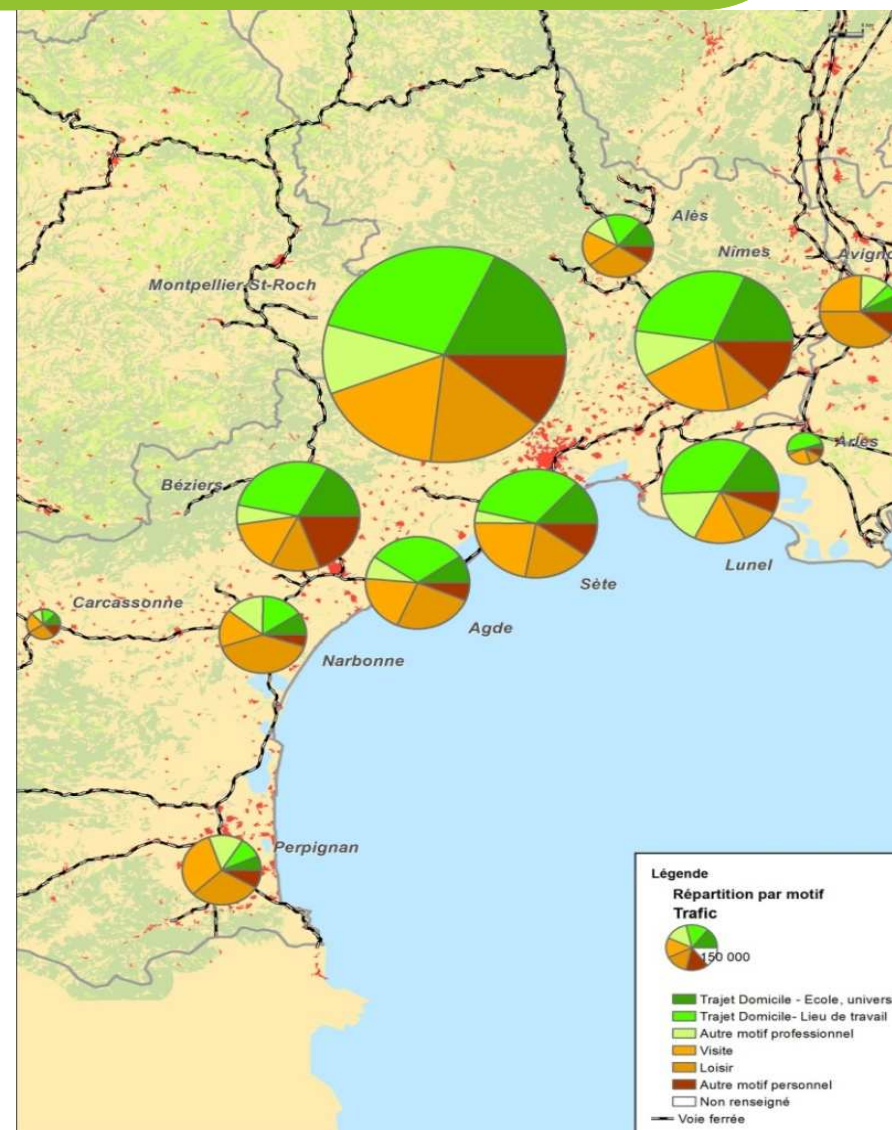 Alès
Nîmes
Avigno
Montpellier-St-Roch
Arles
Béziers
Lunel
Sète
Carcassonne
Agde
Narbonne
Perpignan
Légende
Répartition par motif
Trafic
150 000
Trajet Domicile - Ecole, univers
Trajet Domicile- Lieu de travail
Autre motif professionnel
Visite
Loisir
Autre motif personnel
Non renseigné
Voie ferrée